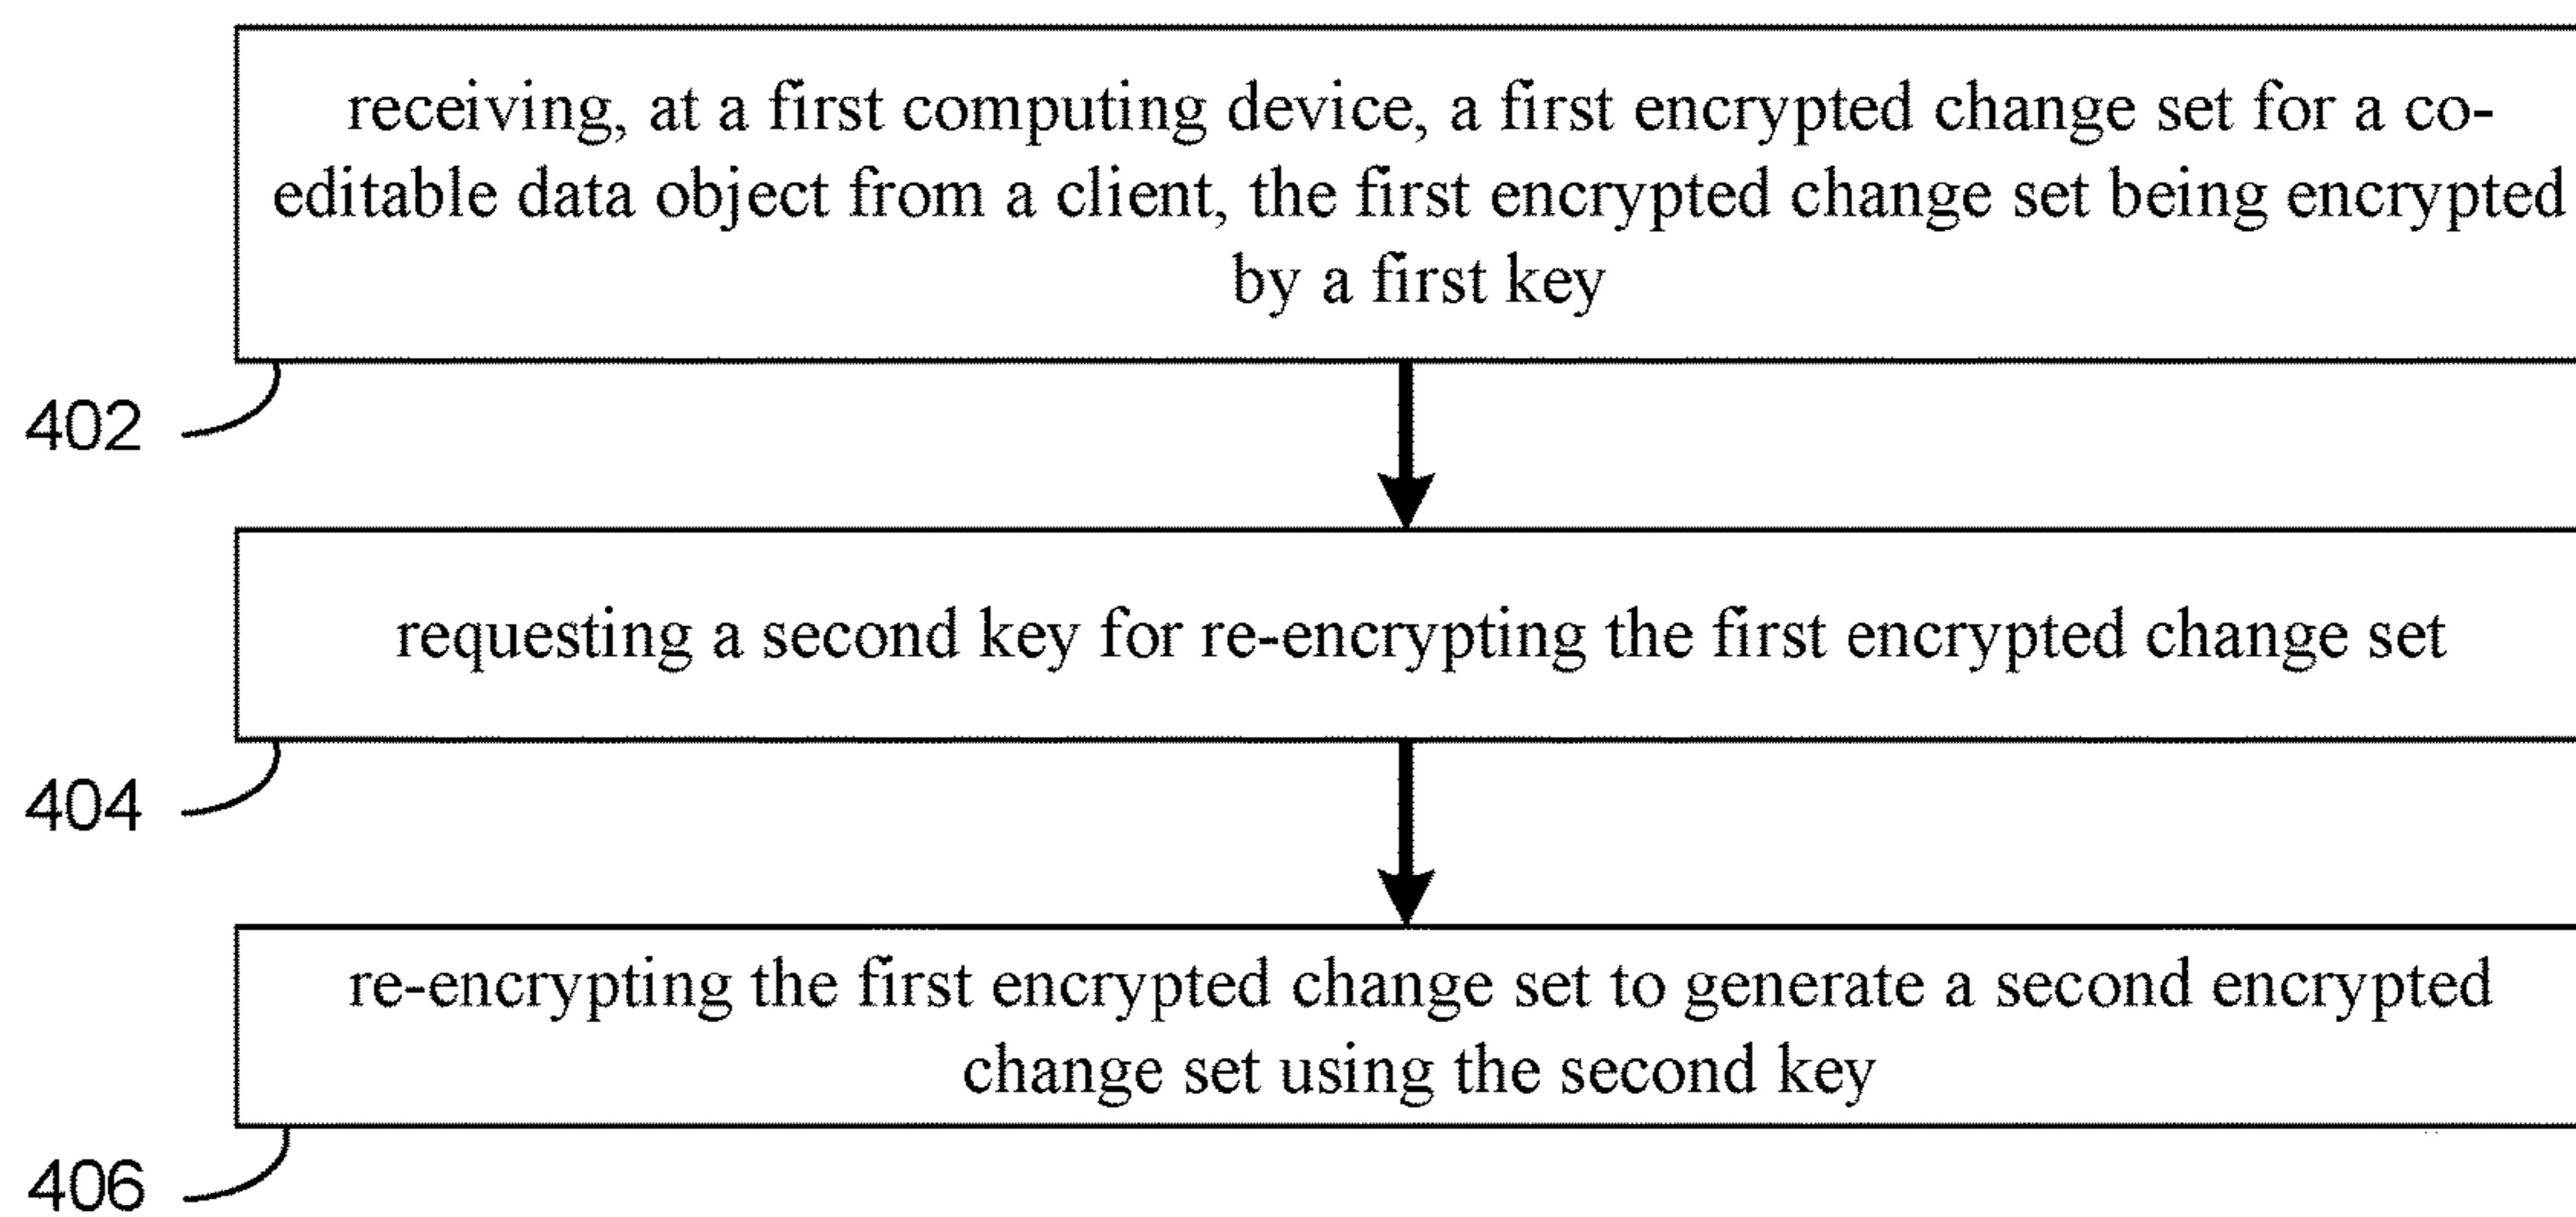 receiving, at a first computing device, a first encrypted change set for a co-
editable data object from a client, the first encrypted change set being encrypted
by a first key
402
requesting a second key for re-encrypting the first encrypted change set
404
re-encrypting the first encrypted change set to generate a second encrypted
change set using the second key
406